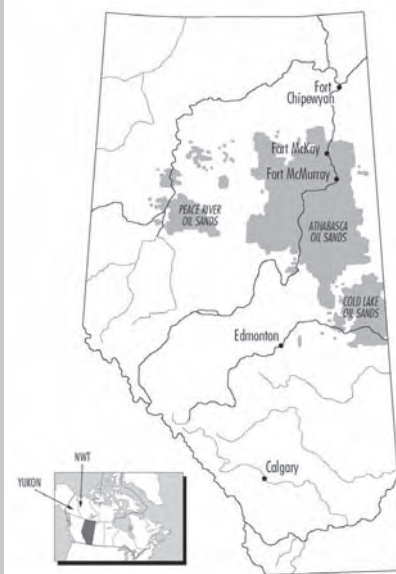 Fort
Chipewyan
Fort McKay
Fort McMurray
PEACE RIVER
OIL SANDS
ATHABASCA
OIL SANDS
COLD LAKE
OIL SANDS
Edmonton
Calgary
NWT
YUKON